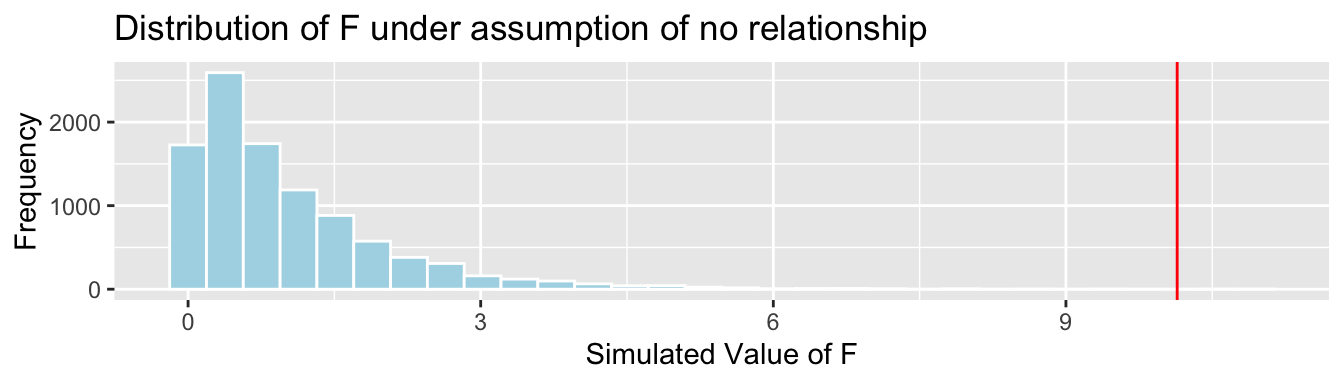 Distribution of F under assumption of no relationship
Frequency
2000
1000
0
0 3 6 9
Simulated Value of F